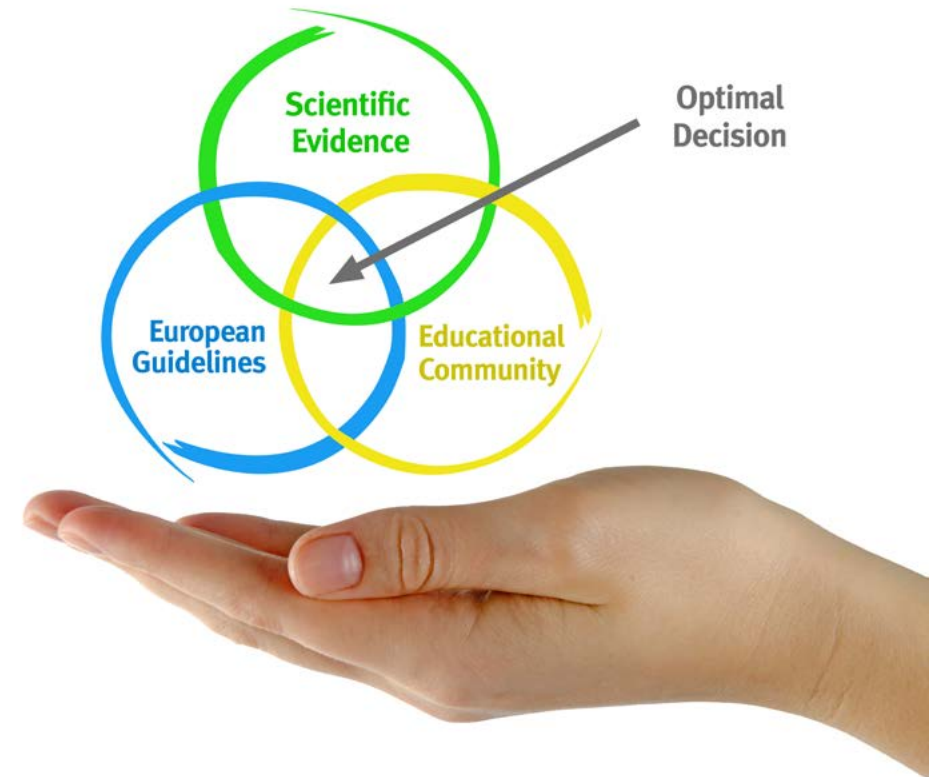 Scientific
Evidence
Optimal
Decision
European
Guidelines
Educational
Community